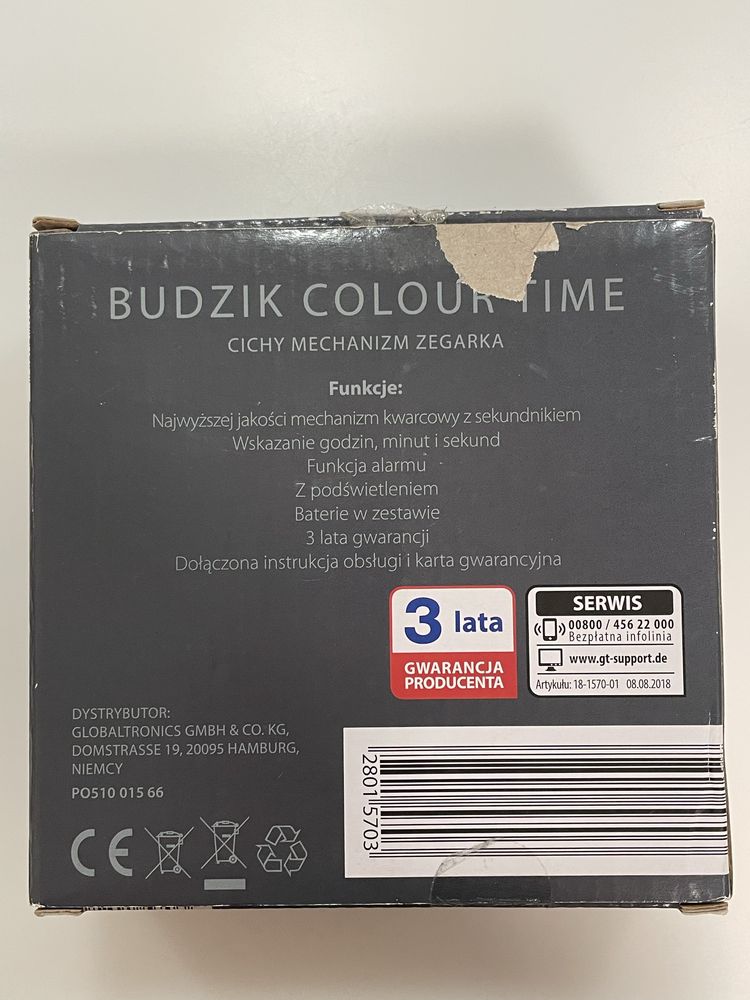 BUDZIK COLOUR TIME
CICHY MECHANIZM ZEGARKA
Funkcje:
Najwyższej jakości mechanizm kwarcowy z sekundnikiem
Wskazanie godzin, minut i sekund
Funkcja alarmu
Z podświetleniem
Baterie w zestawie
3 lata gwarancji
Dołączona instrukcja obsługi i karta gwarancyjna
3 lata
GWARANCJA
PRODUCENTA
SERWIS
00800 / 456 22 000
Bezpłatna infolinia
www.gt-support.de
Artykułu: 18-1570-01 08.08.2018
DYSTRYBUTOR:
GLOBALTRONICS GMBH & CO. KG,
DOMSTRASSE 19, 20095 HAMBURG,
NIEMCY
PO510 015 66
28015703
CE